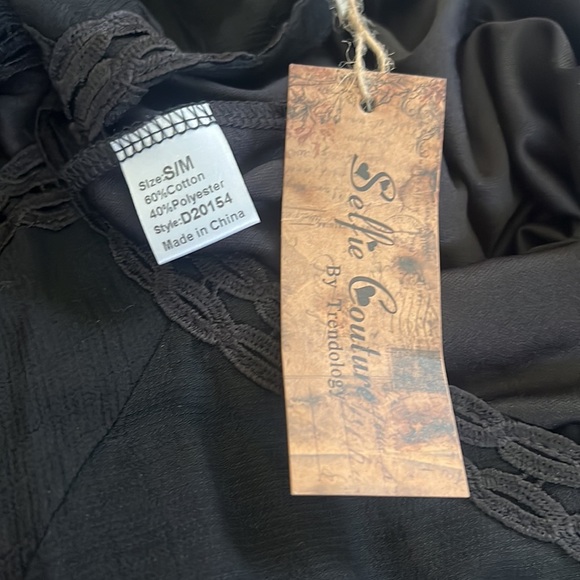 Size:S/M
60%Cotton
40%Polyester
Style:D20154
Made in China
Selfie Couture
By Trendology